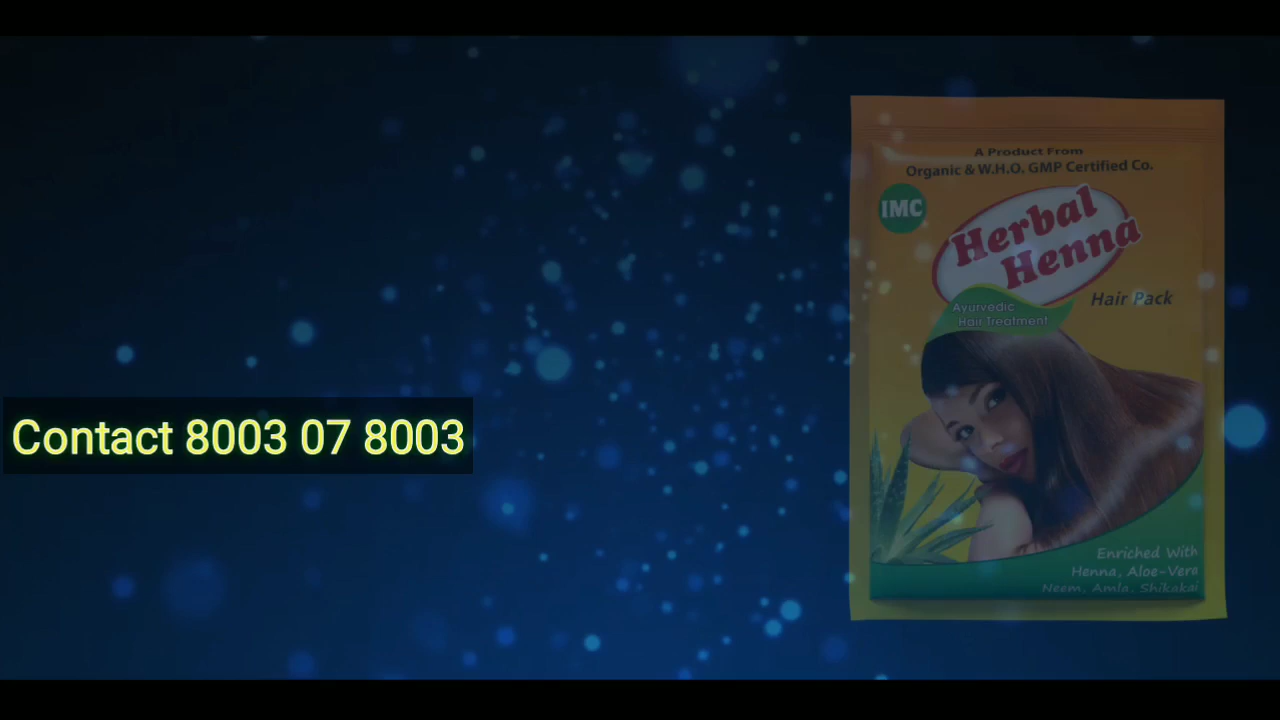 Contact 8003 07 8003
A Product From
Organic & W.H.O. GMP Certified Co.
IMC
Herbal
Henna
Hair Pack
Ayurvedic
Hair Treatment
Enriched With
Henna, Aloe-Vera
Neem, Amla, Shikakai